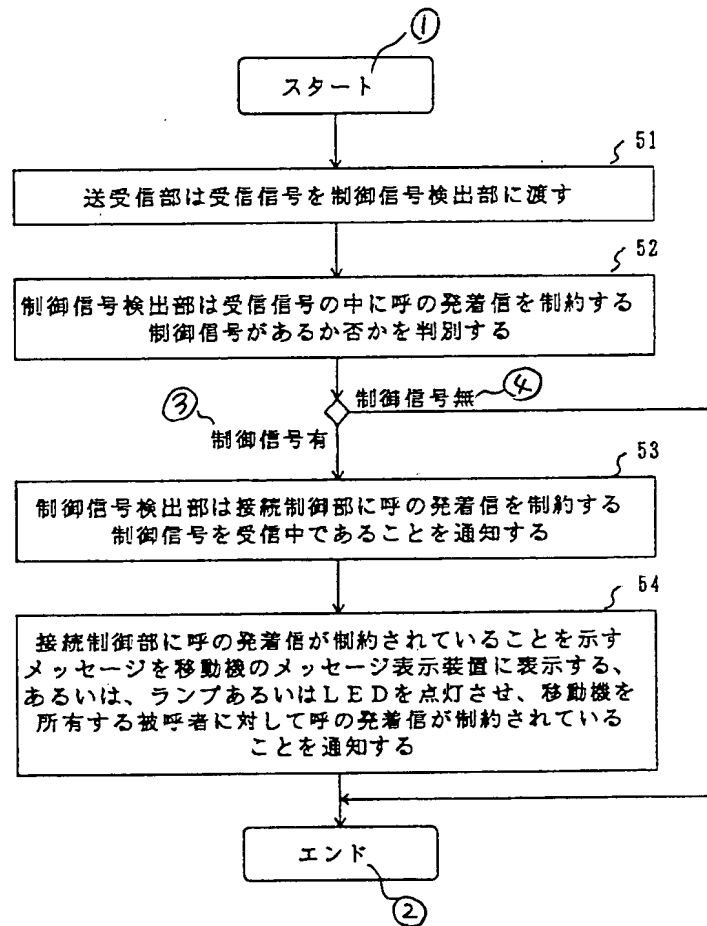 ①
スタート
51
送受信部は受信信号を制御信号検出部に渡す
52
制御信号検出部は受信信号の中に呼の発着信を制約する
制御信号があるか否かを判別する
④
制御信号無
③
制御信号有
53
制御信号検出部は接続制御部に呼の発着信を制約する
制御信号を受信中であることを通知する
54
接続制御部に呼の発着信が制約されていることを示す
メッセージを移動機のメッセージ表示装置に表示する、
あるいは、ランプあるいはＬＥＤを点灯させ、移動機を
所有する被呼者に対して呼の発着信が制約されている
ことを通知する
エンド
②